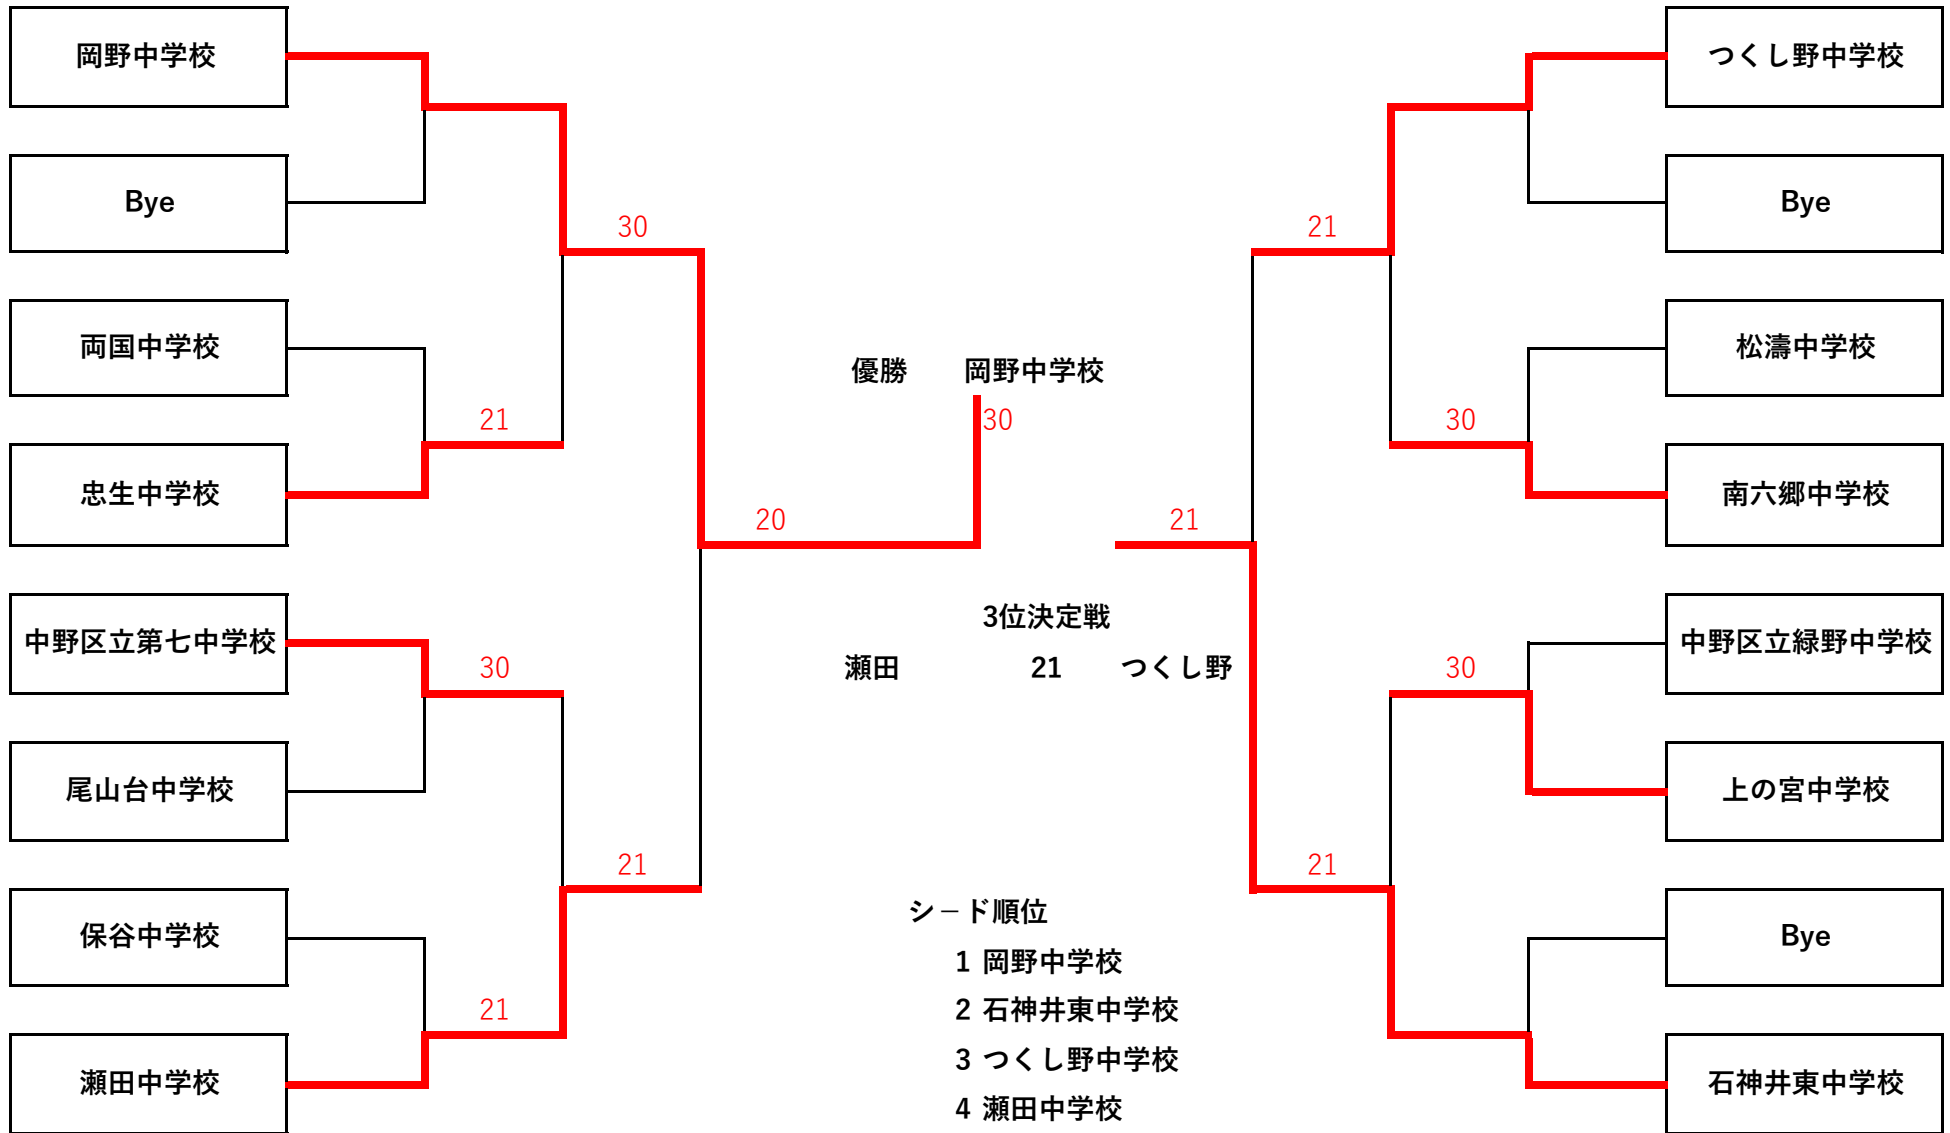 岡野中学校
つくし野中学校
Bye
Bye
30
21
両国中学校
松濤中学校
優勝 岡野中学校
21
30
30
忠生中学校
南六郷中学校
20
21
3位決定戦
中野区立第七中学校
中野区立緑野中学校
30
瀬田 21 つくし野
30
尾山台中学校
上の宮中学校
21
21
シード順位
保谷中学校
Bye
1 岡野中学校
21
2 石神井東中学校
3 つくし野中学校
瀬田中学校
石神井東中学校
4 瀬田中学校